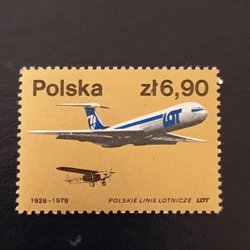 Polska zł6,90
LOT
1929-1979 POLSKIE LINIE LOTNICZE LOT